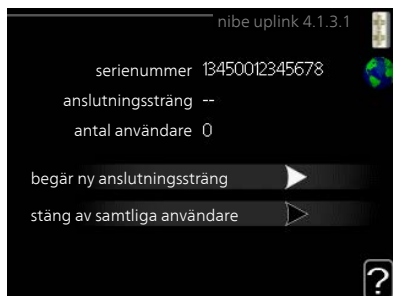 nibe uplink 4.1.3.1
serienummer 13450012345678
anslutningssträng --
antal användare 0
begär ny anslutningssträng
stäng av samtliga användare
?